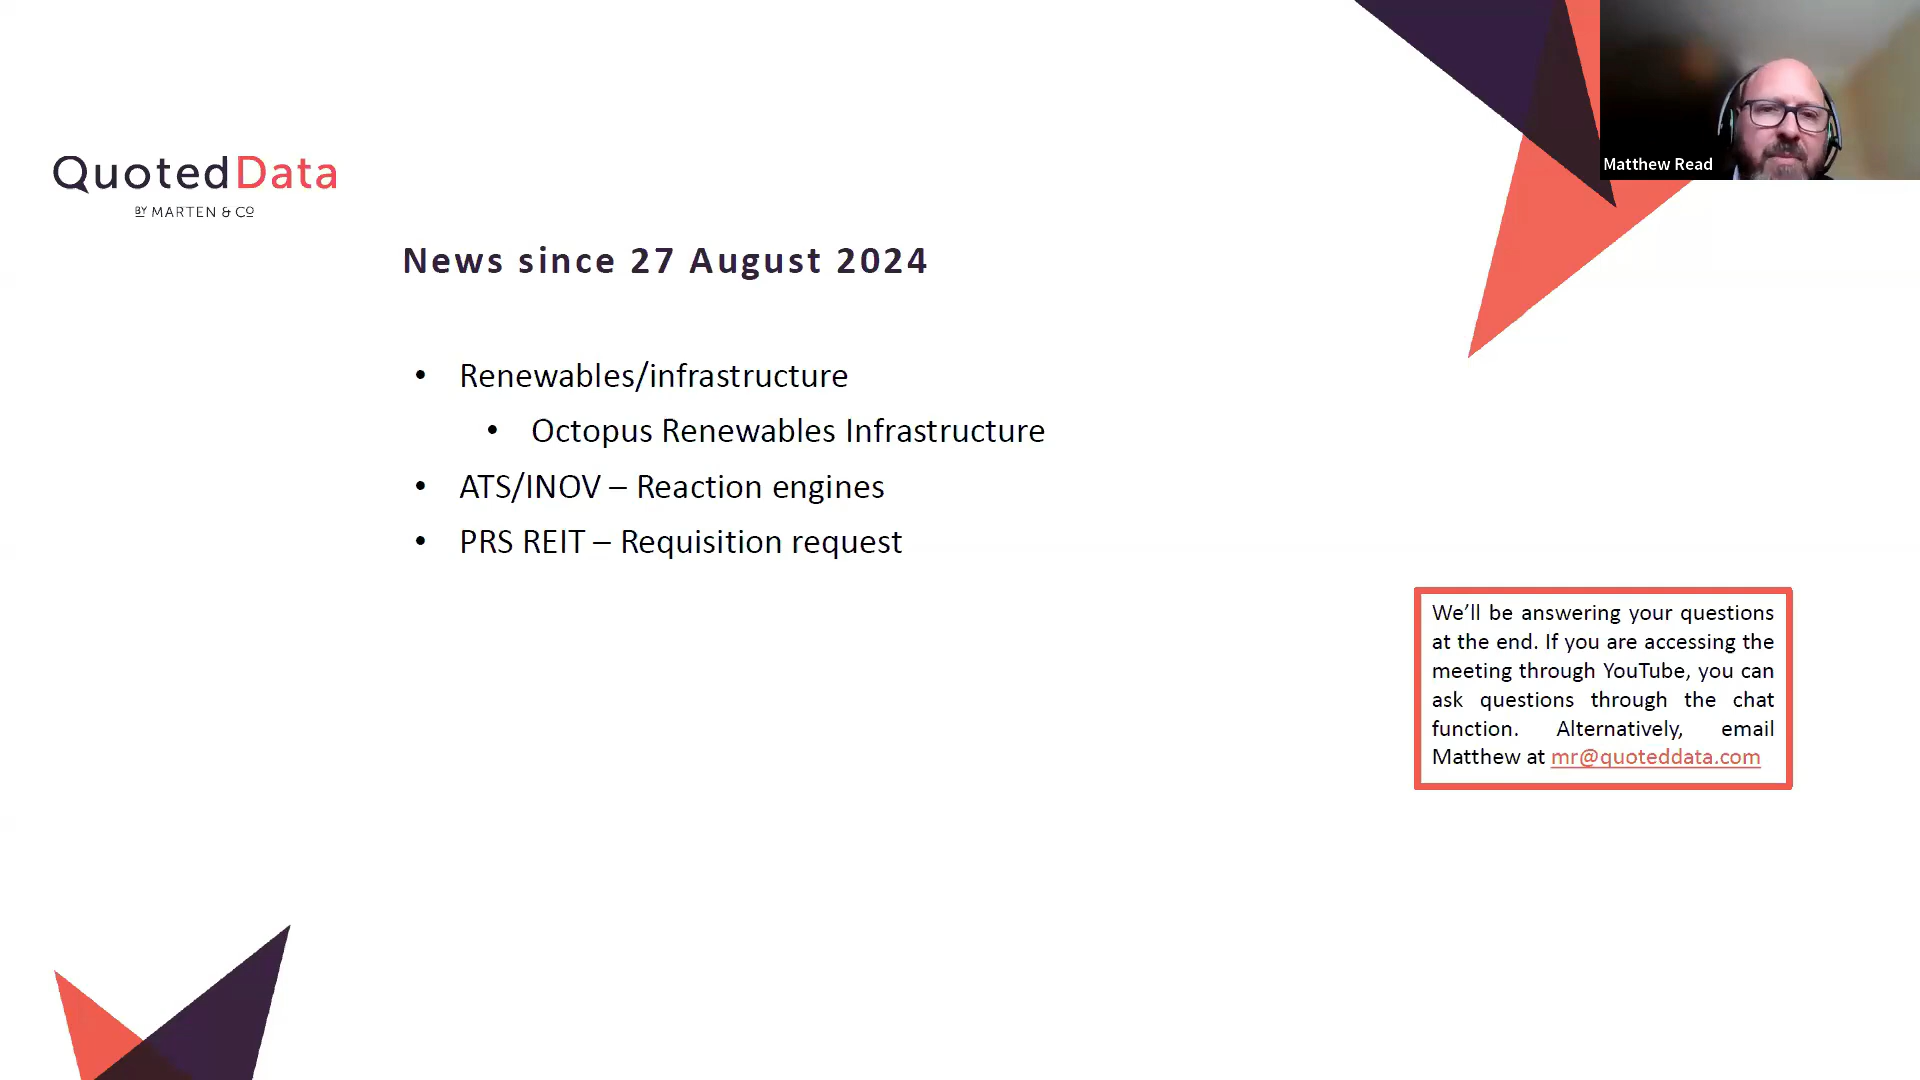 Matthew Read
QuotedData
BY MARTEN & CO
News since 27 August 2024
• Renewables/infrastructure
• Octopus Renewables Infrastructure
• ATS/INOV – Reaction engines
• PRS REIT – Requisition request
We’ll be answering your questions
at the end. If you are accessing the
meeting through YouTube, you can
ask questions through the chat
function. Alternatively, email
Matthew at mr@quoteddata.com